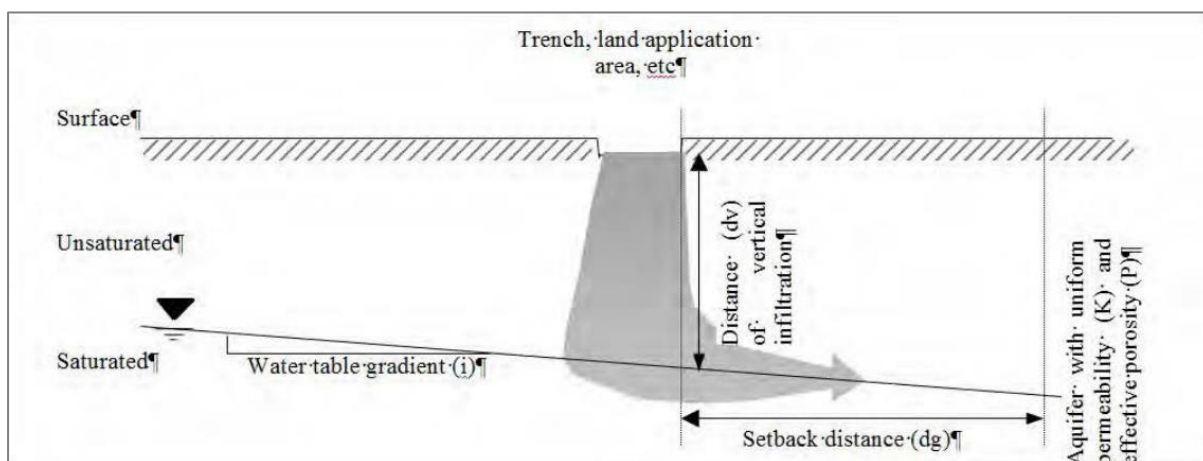 Trench,·land·application·
area,·etc¶
Surface¶
Unsaturated¶
Distance· (dv)·
of· vertical·
infiltration¶
Saturated¶
Water·table·gradient·(i)¶
Setback·distance·(dg)¶
Aquifer· with· uniform·
permeability· (K)· and·
effective·porosity·(P)¶